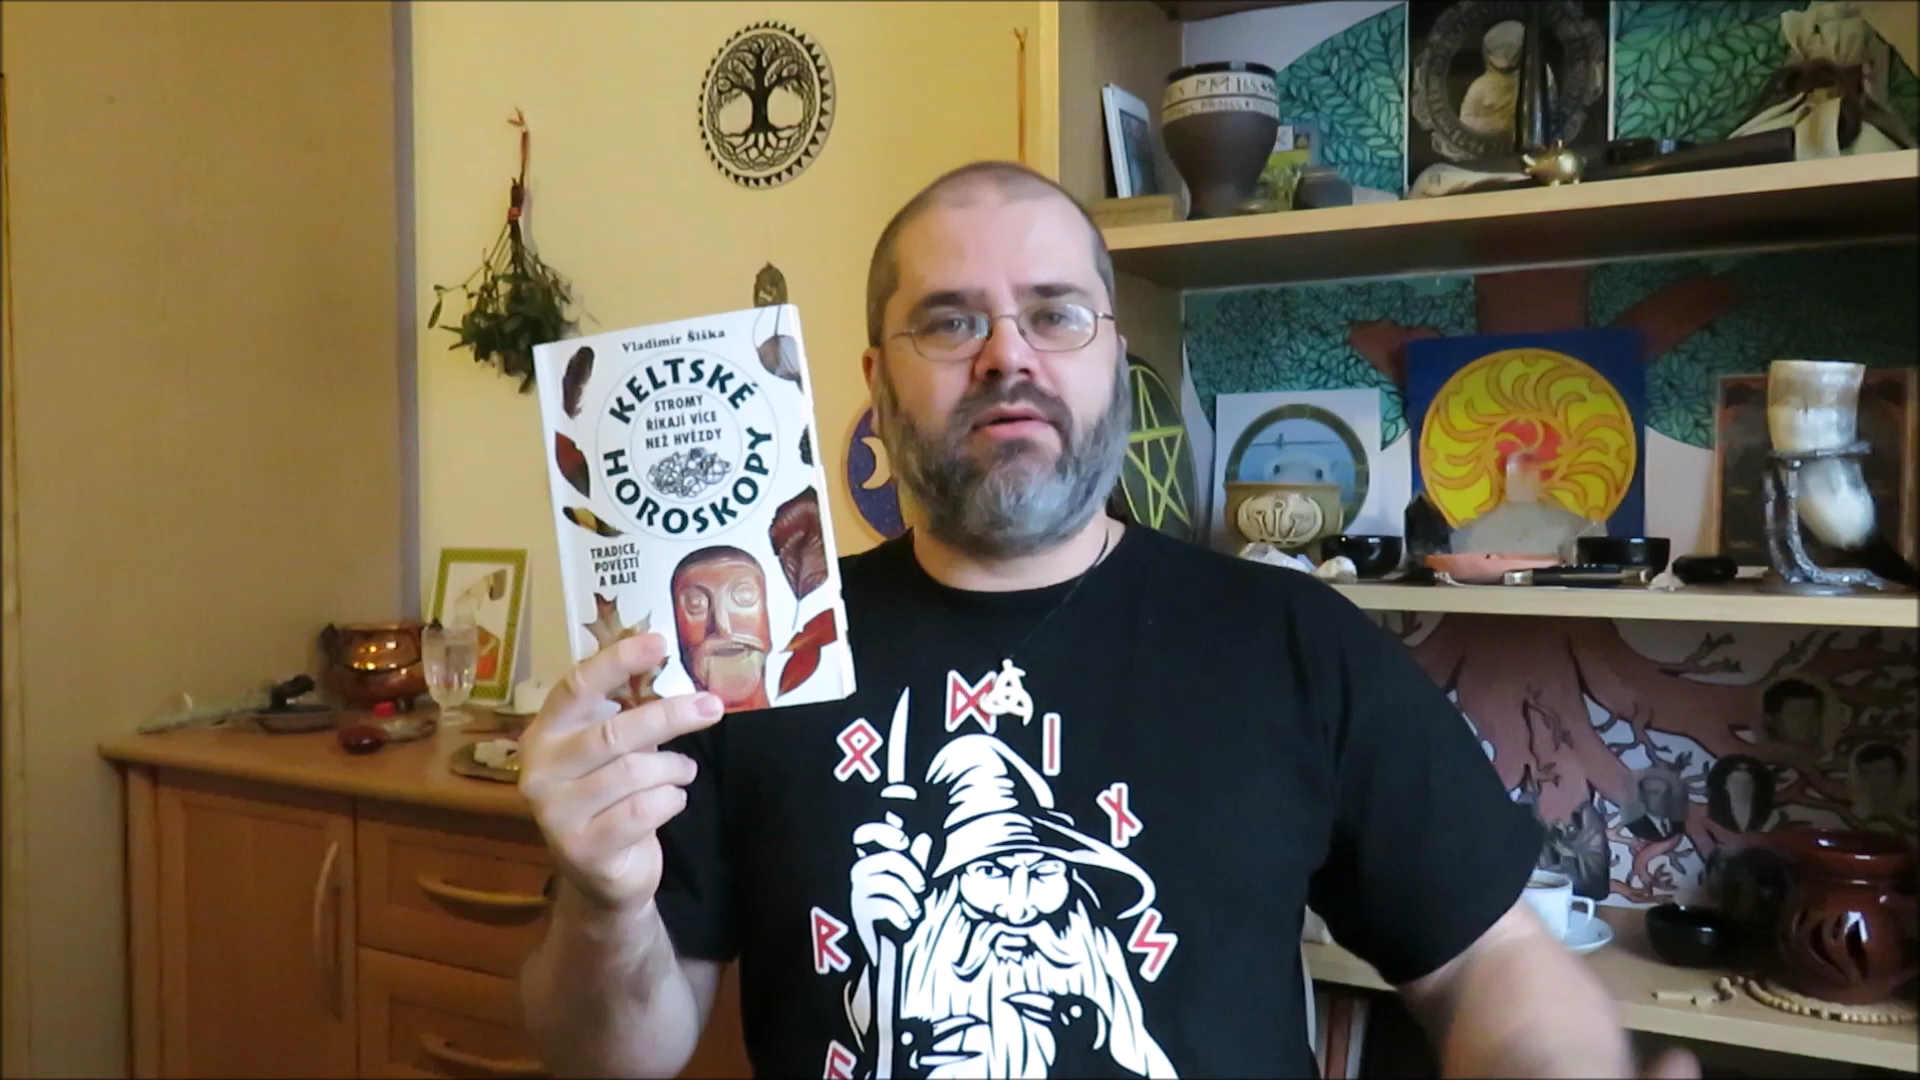 Vladimír Šiška
KELTSKÉ
HOROSKOPY
STROMY
ŘÍKAJÍ VÍCE
NEŽ HVĚZDY
TRADICE,
POVĚSTI
A BÁJE
ᛟ ᛞ ᛁ ᚷ
ᚱ ᛊ